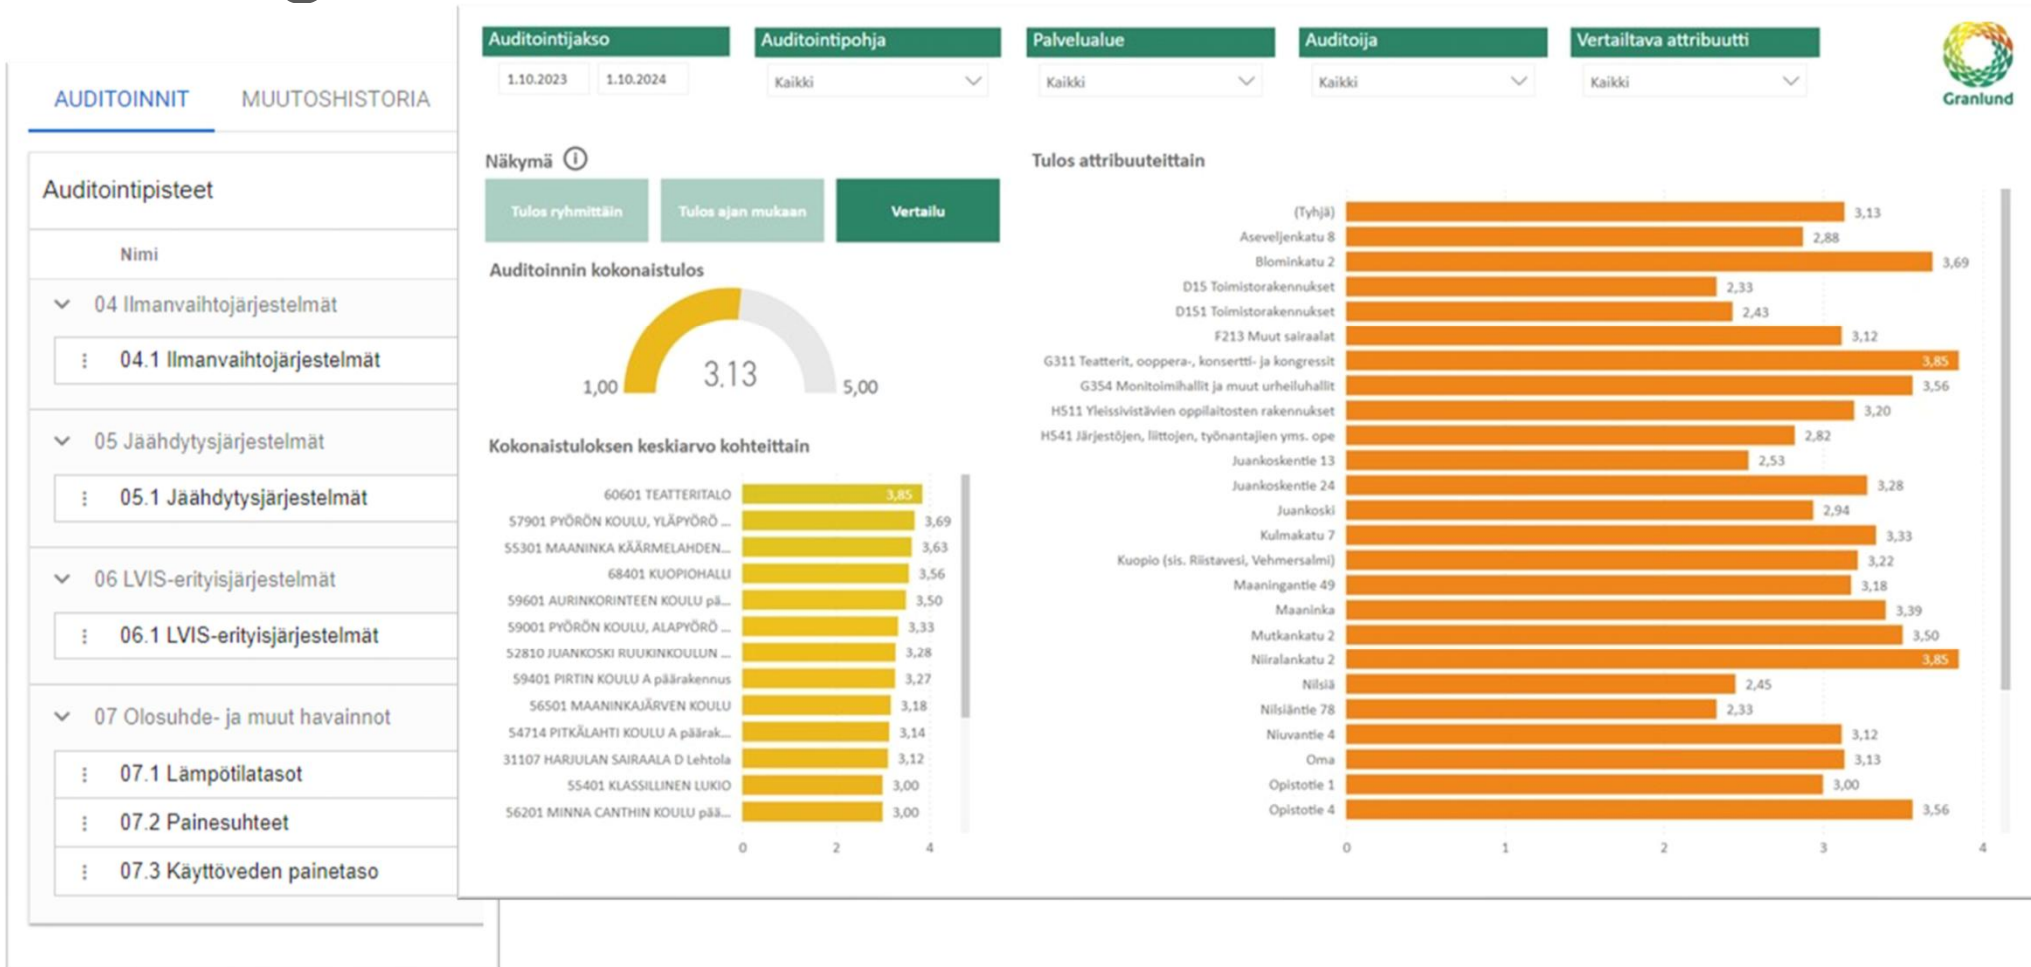 AUDITOINNIT MUUTOSHISTORIA
Auditointipisteet
Nimi
04 Ilmanvaihtojärjestelmät
04.1 Ilmanvaihtojärjestelmät
05 Jäähdytysjärjestelmät
05.1 Jäähdytysjärjestelmät
06 LVIS-erityisjärjestelmät
06.1 LVIS-erityisjärjestelmät
07 Olosuhde- ja muut havainnot
07.1 Lämpötilatasot
07.2 Painesuhteet
07.3 Käyttöveden painetaso
Auditointijakso
1.10.2023 1.10.2024
Auditointipohja
Kaikki
Palvelualue
Kaikki
Auditoija
Kaikki
Vertailtava attribuutti
Kaikki
Granlund
Näkymä
Tulos ryhmittäin Tulos ajan mukaan Vertailu
Auditoinnin kokonaistulos
1,00 3,13 5,00
Kokonaistuloksen keskiarvo kohteittain
60601 TEATTERITALO 3,85
57901 PYÖRÖN KOULU, YLÄPYÖRÖ ... 3,69
55301 MAANINKA KÄÄRMELAHDEN... 3,63
68401 KUOPIOHALLI 3,56
59601 AURINKORINTEEN KOULU pä... 3,50
59001 PYÖRÖN KOULU, ALAPYÖRÖ ... 3,33
52810 JUANKOSKI RUUKINKOULUN ... 3,28
59401 PIRTIN KOULU A päärakennus 3,27
56501 MAANINKAJÄRVEN KOULU 3,18
54714 PITKÄLAHTI KOULU A päärak... 3,14
31107 HARJULAN SAIRAALA D Lehtola 3,12
55401 KLASSILLINEN LUKIO 3,00
56201 MINNA CANTHIN KOULU pää... 3,00
0 2 4
Tulos attribuuteittain
(Tyhjä) 3,13
Aseveljenkatu 8 2,88
Blominkatu 2 3,69
D15 Toimistorakennukset 2,33
D151 Toimistorakennukset 2,43
F213 Muut sairaalat 3,12
G311 Teatterit, ooppera-, konsertti- ja kongressit 3,85
G354 Monitoimihallit ja muut urheiluhallit 3,56
H511 Yleissivistävien oppilaitosten rakennukset 3,20
H541 Järjestöjen, liittojen, työnantajien yms. ope 2,82
Juankoskentie 13 2,53
Juankoskentie 24 3,28
Juankoski 2,94
Kulmakatu 7 3,33
Kuopio (sis. Riistavesi, Vehmersalmi) 3,22
Maaningantie 49 3,18
Maaninka 3,39
Mutkankatu 2 3,50
Niiralankatu 2 3,85
Nilsiä 2,45
Nilsiäntie 78 2,33
Niuvantie 4 3,12
Oma 3,13
Opistotie 1 3,00
Opistotie 4 3,56
0 1 2 3 4